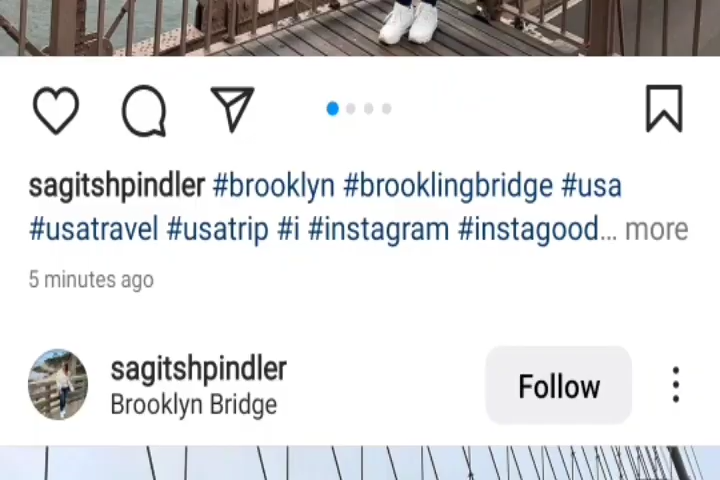 sagitshpindler #brooklyn #brooklingbridge #usa
#usatravel #usatrip #i #instagram #instagood... more
5 minutes ago
sagitshpindler
Follow
Brooklyn Bridge